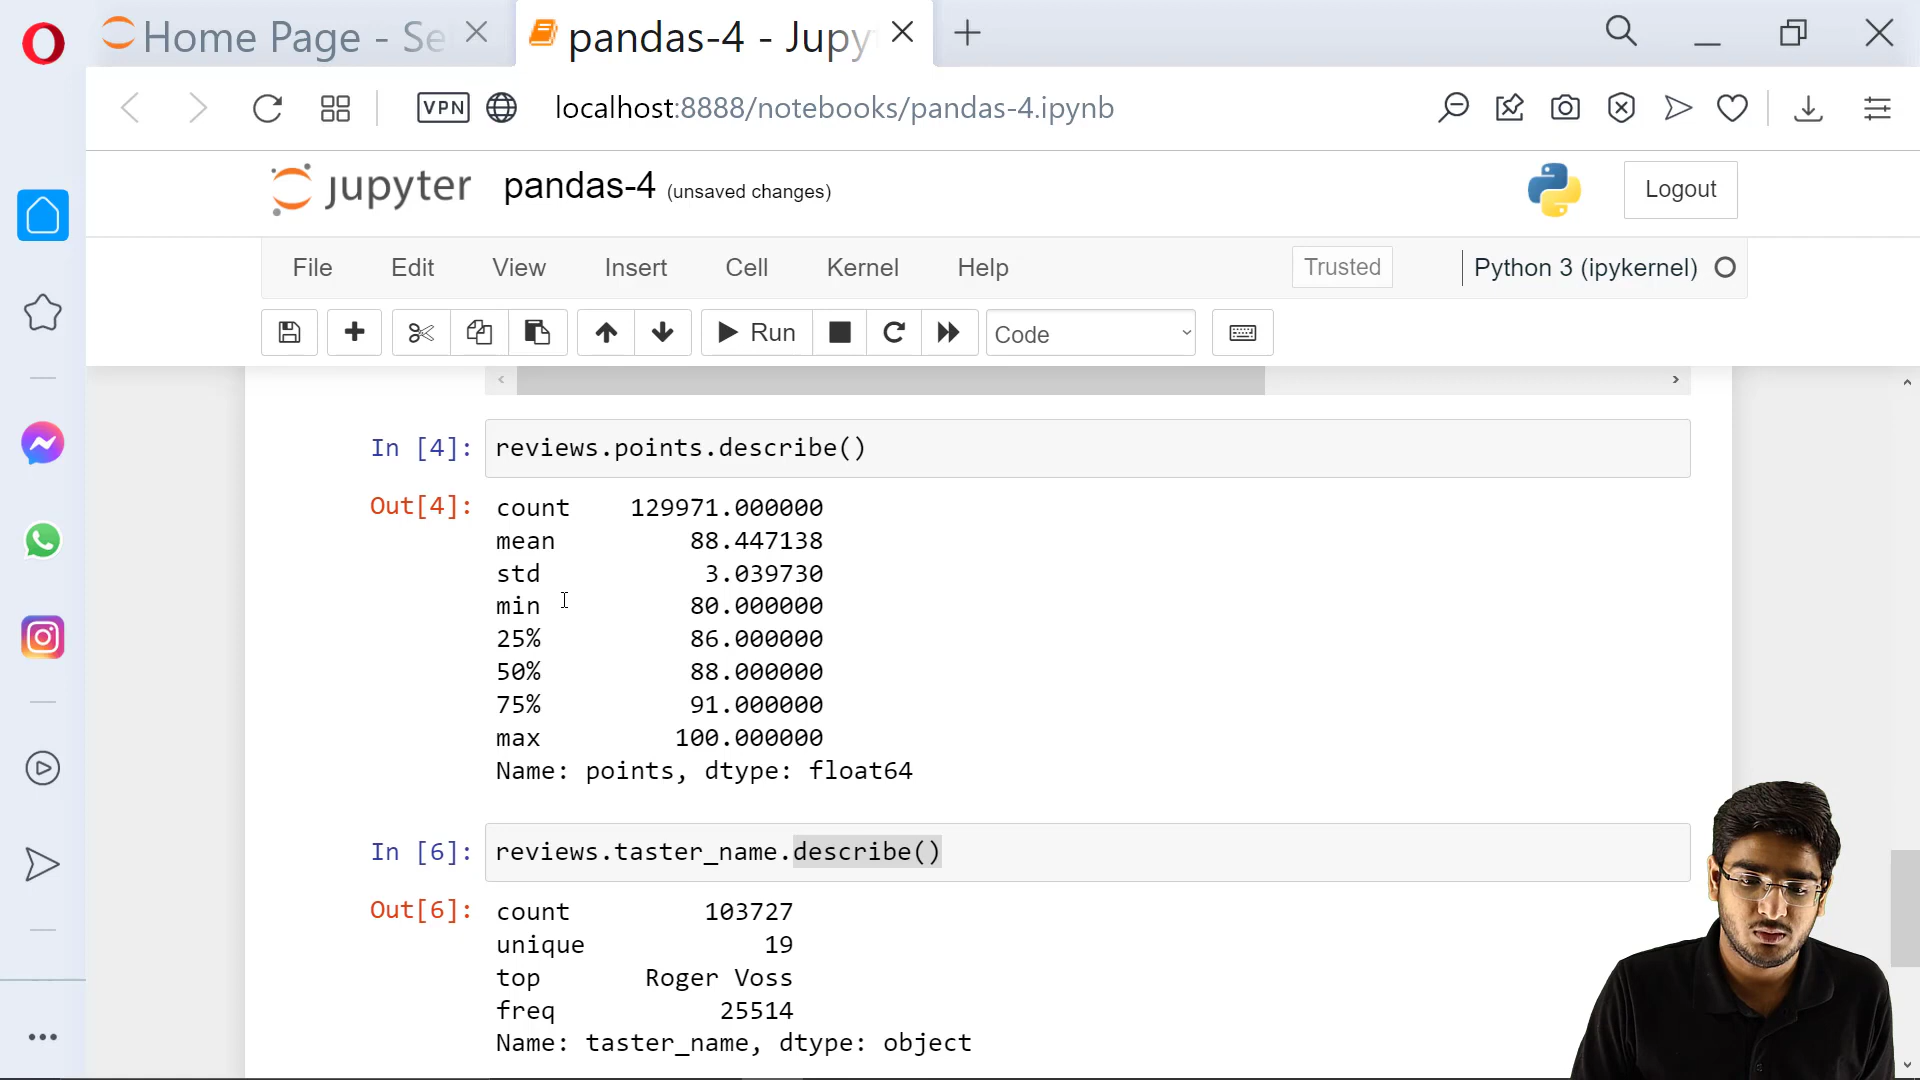 Home Page - Se
pandas-4 - Jupy
VPN
localhost:8888/notebooks/pandas-4.ipynb
jupyter pandas-4 (unsaved changes)
Logout
File Edit View Insert Cell Kernel Help
Trusted
Python 3 (ipykernel)
Run
Code
In [4]: reviews.points.describe()
Out[4]: count 129971.000000
mean 88.447138
std 3.039730
min 80.000000
25% 86.000000
50% 88.000000
75% 91.000000
max 100.000000
Name: points, dtype: float64
In [6]: reviews.taster_name.describe()
Out[6]: count 103727
unique 19
top Roger Voss
freq 25514
Name: taster_name, dtype: object